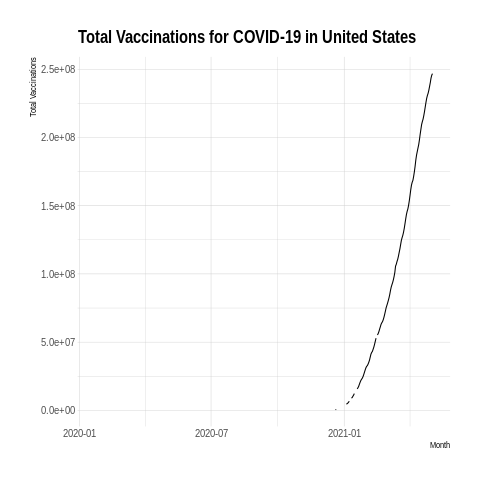 Total Vaccinations for COVID-19 in United States
Total Vaccinations
2.5e+08
2.0e+08
1.5e+08
1.0e+08
5.0e+07
0.0e+00
2020-01
2020-07
2021-01
Month